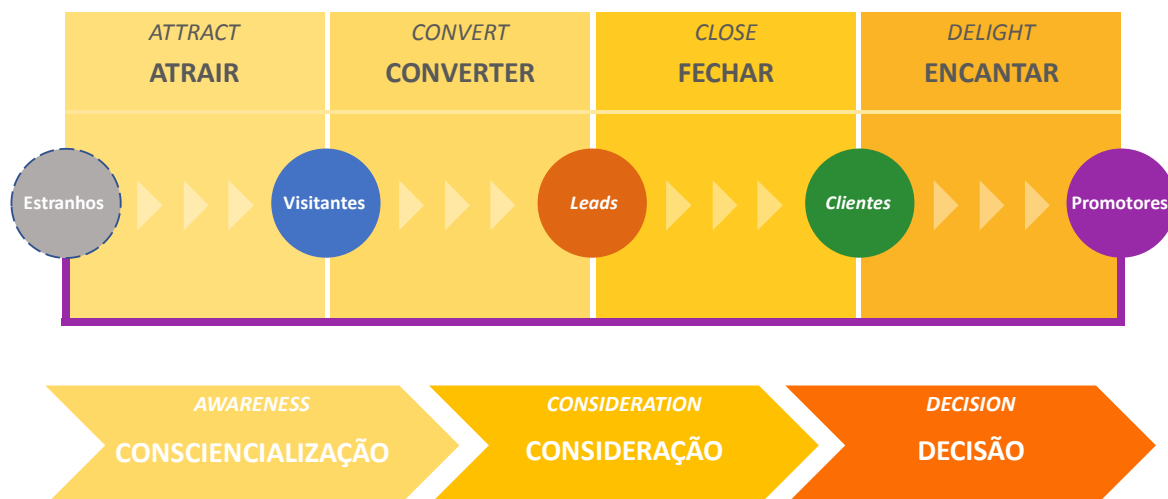 ATTRACT
ATRAIR
CONVERT
CONVERTER
CLOSE
FECHAR
DELIGHT
ENCANTAR
Estranhos
Visitantes
Leads
Clientes
Promotores
AWARENESS
CONSCIENCIALIZAÇÃO
CONSIDERATION
CONSIDERAÇÃO
DECISION
DECISÃO